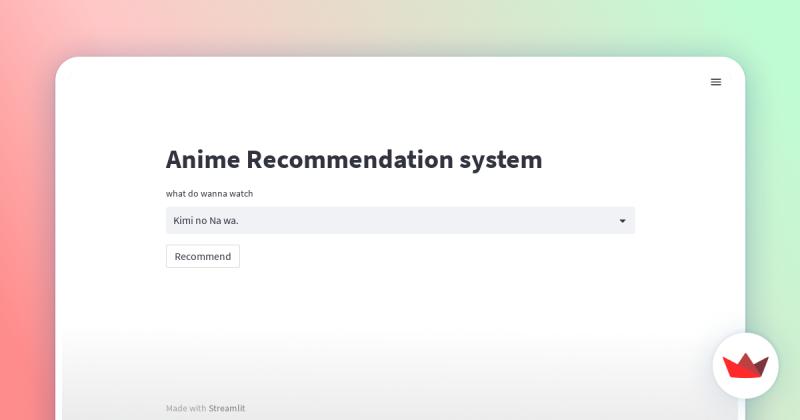 Anime Recommendation system
what do wanna watch
Kimi no Na wa.
Recommend
Made with Streamlit